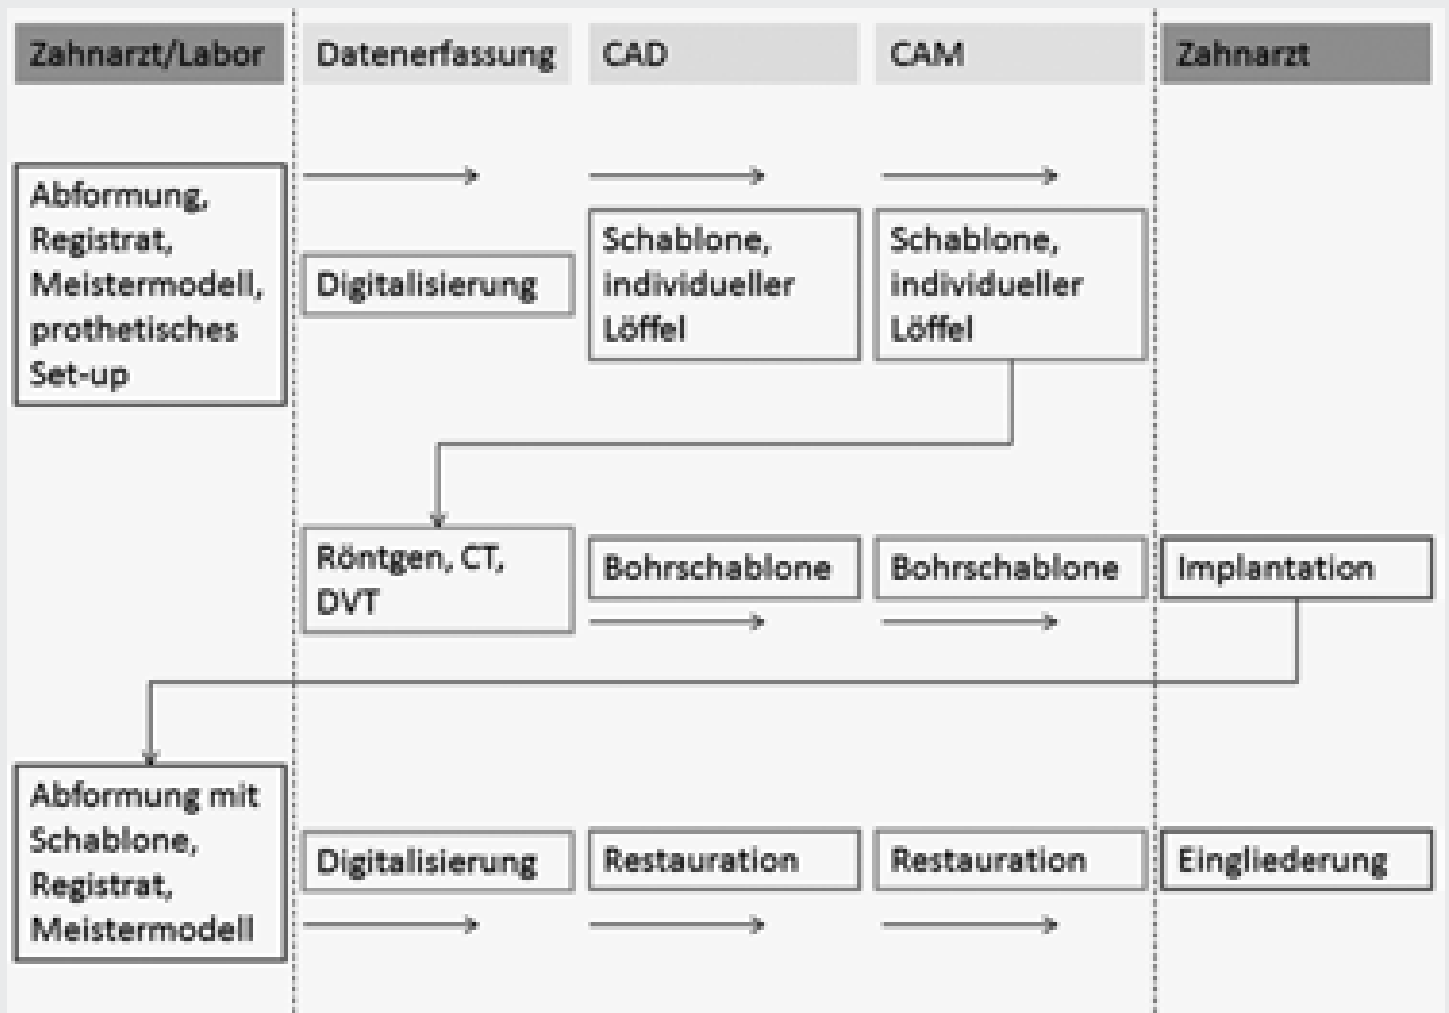 Zahnarzt/Labor
Datenerfassung
CAD
CAM
Zahnarzt
Abformung,
Registrat,
Meistermodell,
prothetisches
Set-up
Digitalisierung
Schablone,
individueller
Löffel
Schablone,
individueller
Löffel
Röntgen, CT,
DVT
Bohrschablone
Bohrschablone
Implantation
Abformung mit
Schablone,
Registrat,
Meistermodell
Digitalisierung
Restauration
Restauration
Eingliederung